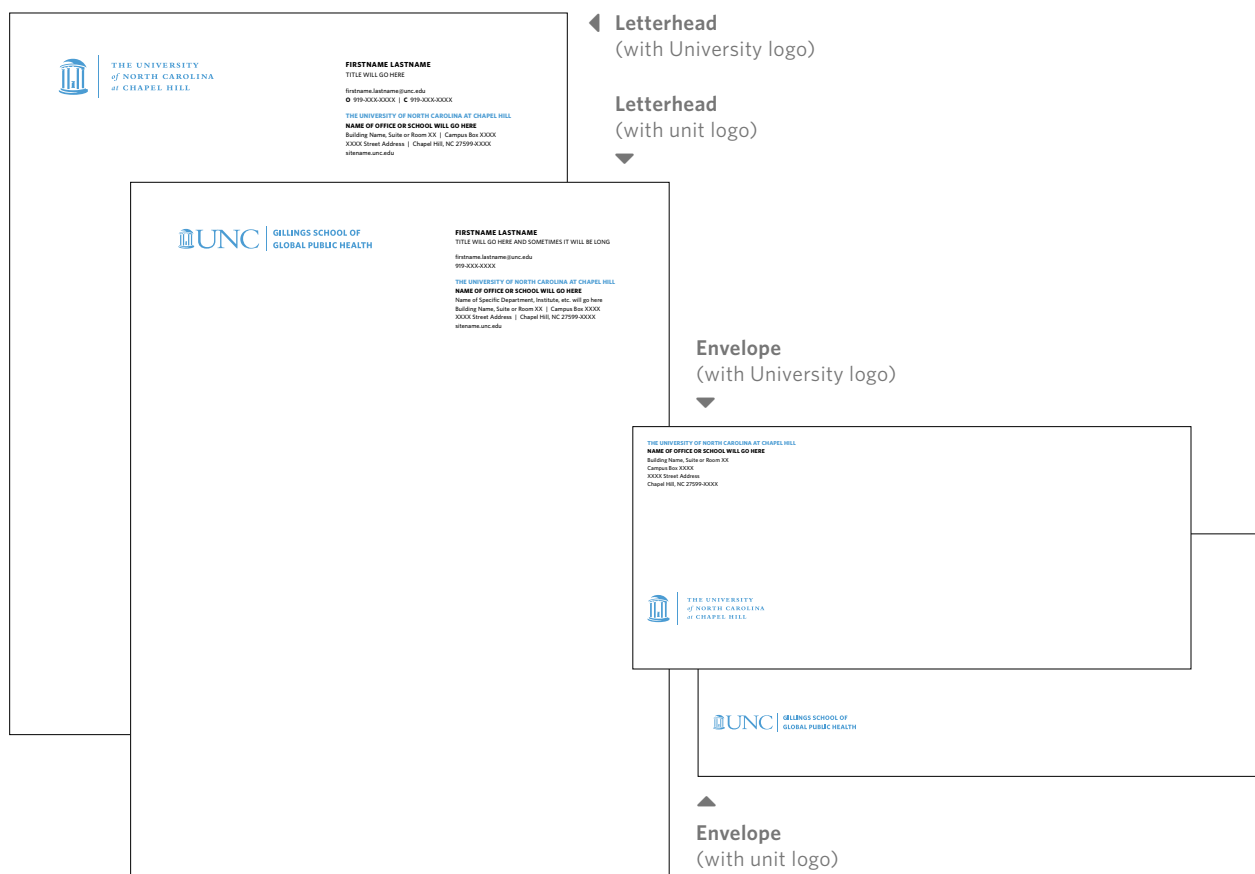 Letterhead
(with University logo)
THE UNIVERSITY
of NORTH CAROLINA
at CHAPEL HILL
FIRSTNAME LASTNAME
TITLE WILL GO HERE
firstname.lastname@unc.edu
O 919-XXX-XXXX | C 919-XXX-XXXX
THE UNIVERSITY OF NORTH CAROLINA AT CHAPEL HILL
NAME OF OFFICE OR SCHOOL WILL GO HERE
Building Name, Suite or Room XX | Campus Box XXXX
XXXX Street Address | Chapel Hill, NC 27599-XXXX
sitename.unc.edu
Letterhead
(with unit logo)
UNC
GILLINGS SCHOOL OF
GLOBAL PUBLIC HEALTH
FIRSTNAME LASTNAME
TITLE WILL GO HERE AND SOMETIMES IT WILL BE LONG
firstname.lastname@unc.edu
919-XXX-XXXX
THE UNIVERSITY OF NORTH CAROLINA AT CHAPEL HILL
NAME OF OFFICE OR SCHOOL WILL GO HERE
Name of Specific Department, Institute, etc. will go here
Building Name, Suite or Room XX | Campus Box XXXX
XXXX Street Address | Chapel Hill, NC 27599-XXXX
sitename.unc.edu
Envelope
(with University logo)
THE UNIVERSITY OF NORTH CAROLINA AT CHAPEL HILL
NAME OF OFFICE OR SCHOOL WILL GO HERE
Building Name, Suite or Room XX
Campus Box XXXX
XXXX Street Address
Chapel Hill, NC 27599-XXXX
THE UNIVERSITY
of NORTH CAROLINA
at CHAPEL HILL
UNC
GILLINGS SCHOOL OF
GLOBAL PUBLIC HEALTH
Envelope
(with unit logo)